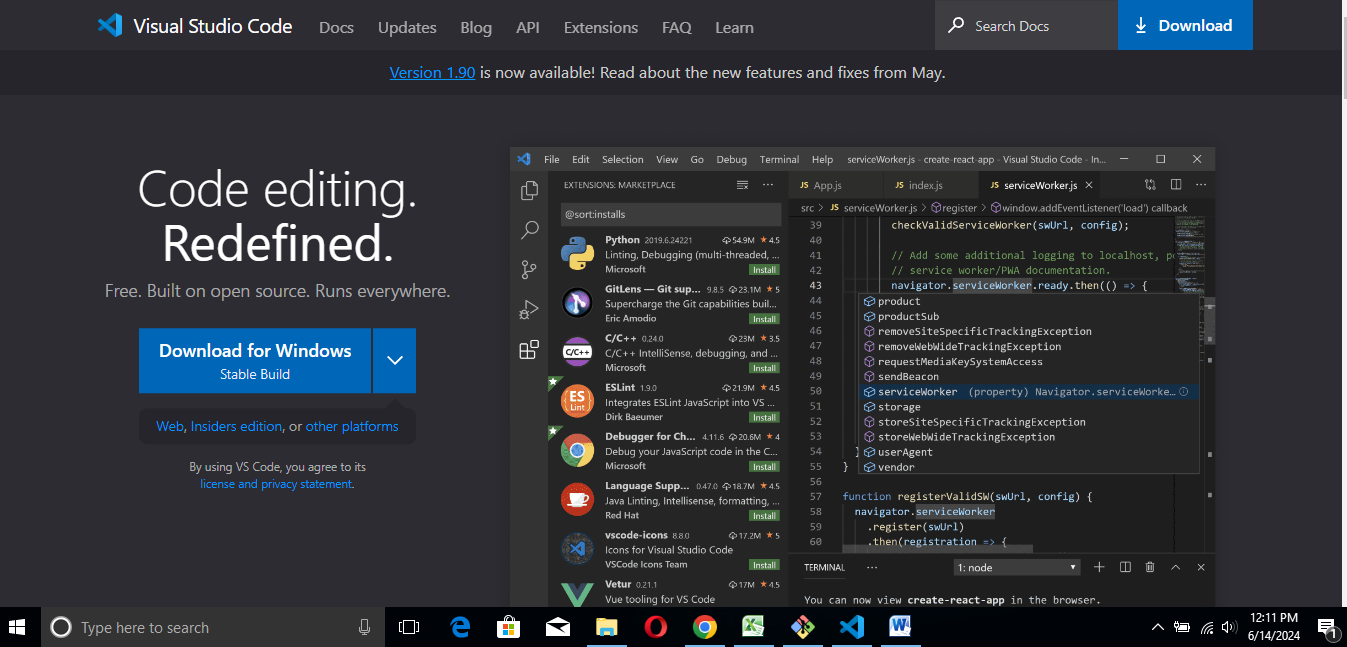 Visual Studio Code Docs Updates Blog API Extensions FAQ Learn Search Docs Download
Version 1.90 is now available! Read about the new features and fixes from May.
Code editing.
Redefined.
Free. Built on open source. Runs everywhere.
Download for Windows
Stable Build
Web, Insiders edition, or other platforms
By using VS Code, you agree to its
license and privacy statement.
File Edit Selection View Go Debug Terminal Help serviceWorker.js - create-react-app - Visual Studio Code - In...
EXTENSIONS: MARKETPLACE
@sort:installs
Python 2019.6.24221 54.9M 4.5
Linting, Debugging (multi-threaded, ...
Microsoft Install
GitLens — Git sup... 9.8.5 23.1M 5
Supercharge the Git capabilities buil...
Eric Amodio Install
C/C++
C/C++ 0.24.0 23M 3.5
C/C++ IntelliSense, debugging, and ...
Microsoft Install
ES
Lint
ESLint 1.9.0 21.9M 4.5
Integrates ESLint JavaScript into VS ...
Dirk Baeumer Install
Debugger for Ch... 4.11.6 20.6M 4
Debug your JavaScript code in the C...
Microsoft Install
Language Supp... 0.47.0 18.7M 4.5
Java Linting, Intellisense, formatting, ...
Red Hat Install
vscode-icons 8.8.0 17.2M 5
Icons for Visual Studio Code
VSCode Icons Team Install
Vetur 0.21.1 17M 4.5
Vue tooling for VS Code
JS App.js JS index.js JS serviceWorker.js
src > JS serviceWorker.js > register > window.addEventListener('load') callback
39 checkValidServiceWorker(swUrl, config);
40
41 // Add some additional logging to localhost, p
42 // service worker/PWA documentation.
43 navigator.serviceWorker.ready.then(() => {
44 product
45 productSub
46 removeSiteSpecificTrackingException
47 removeWebWideTrackingException
48 requestMediaKeySystemAccess
49 sendBeacon
50 serviceWorker (property) Navigator.serviceWorke...
51 storage
52 storeSiteSpecificTrackingException
53 storeWebWideTrackingException
54 } userAgent
55 } vendor
56
57 function registerValidSW(swUrl, config) {
58 navigator.serviceWorker
59 .register(swUrl)
60 .then(registration => {
TERMINAL ... 1: node
You can now view create-react-app in the browser.
Type here to search
12:11 PM
6/14/2024
1